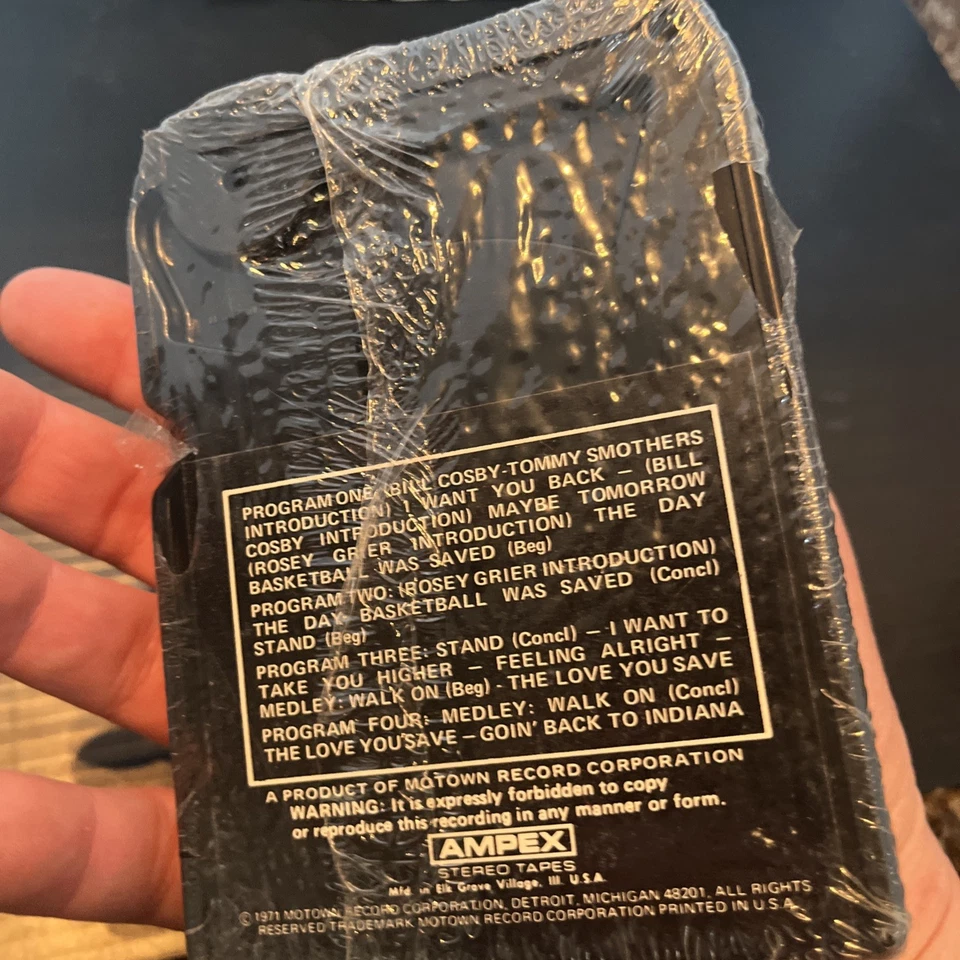 PROGRAM ONE: (BILL COSBY-TOMMY SMOTHERS
INTRODUCTION) I WANT YOU BACK – (BILL
COSBY INTRODUCTION) MAYBE TOMORROW
(ROSEY GRIER INTRODUCTION) THE DAY
BASKETBALL WAS SAVED (Beg)
PROGRAM TWO: (ROSEY GRIER INTRODUCTION)
THE DAY BASKETBALL WAS SAVED (Concl)
STAND (Beg)
PROGRAM THREE: STAND (Concl) – I WANT TO
TAKE YOU HIGHER – FEELING ALRIGHT –
MEDLEY: WALK ON (Beg) - THE LOVE YOU SAVE
PROGRAM FOUR: MEDLEY: WALK ON (Concl)
THE LOVE YOU SAVE – GOIN' BACK TO INDIANA
A PRODUCT OF MOTOWN RECORD CORPORATION
WARNING: It is expressly forbidden to copy
or reproduce this recording in any manner or form.
AMPEX
STEREO TAPES
Mfd. in Elk Grove Village, Ill. U.S.A.
© 1971 MOTOWN RECORD CORPORATION, DETROIT, MICHIGAN 48201, ALL RIGHTS
RESERVED TRADEMARK MOTOWN RECORD CORPORATION PRINTED IN U.S.A.